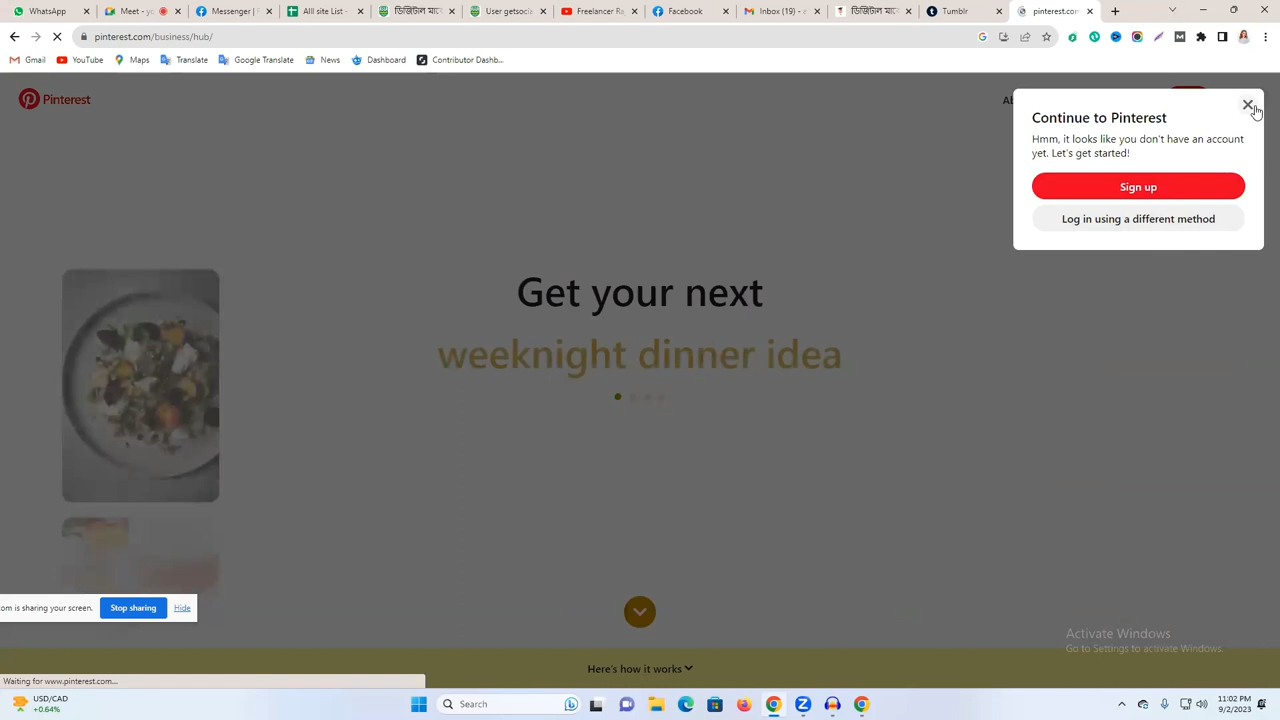 WhatsApp
Meet - yc
Messenger |
Alll site List -
ডিজিটাল মার্কে
User getsoci
Freelancer Raj
Facebook
Inbox (19) - r
ডিজিটাল মার্কে
Tumblr
pinterest.com
pinterest.com/business/hub/
Gmail
YouTube
Maps
Translate
Google Translate
News
Dashboard
Contributor Dashb...
Pinterest
Continue to Pinterest
Hmm, it looks like you don't have an account
yet. Let's get started!
Sign up
Log in using a different method
Get your next
weeknight dinner idea
om is sharing your screen.
Stop sharing
Hide
Activate Windows
Go to Settings to activate Windows.
Here's how it works
Waiting for www.pinterest.com...
USD/CAD
+0.64%
Search
11:02 PM
9/2/2023